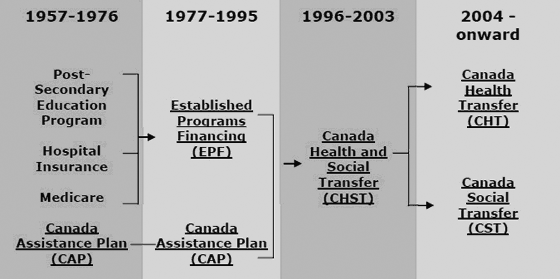 1957-1976
Post-
Secondary
Education
Program
Hospital
Insurance
Medicare
Canada
Assistance Plan
(CAP)
1977-1995
Established
Programs
Financing
(EPF)
Canada
Assistance Plan
(CAP)
1996-2003
Canada
Health and
Social
Transfer
(CHST)
2004 -
onward
Canada
Health
Transfer
(CHT)
Canada
Social
Transfer
(CST)